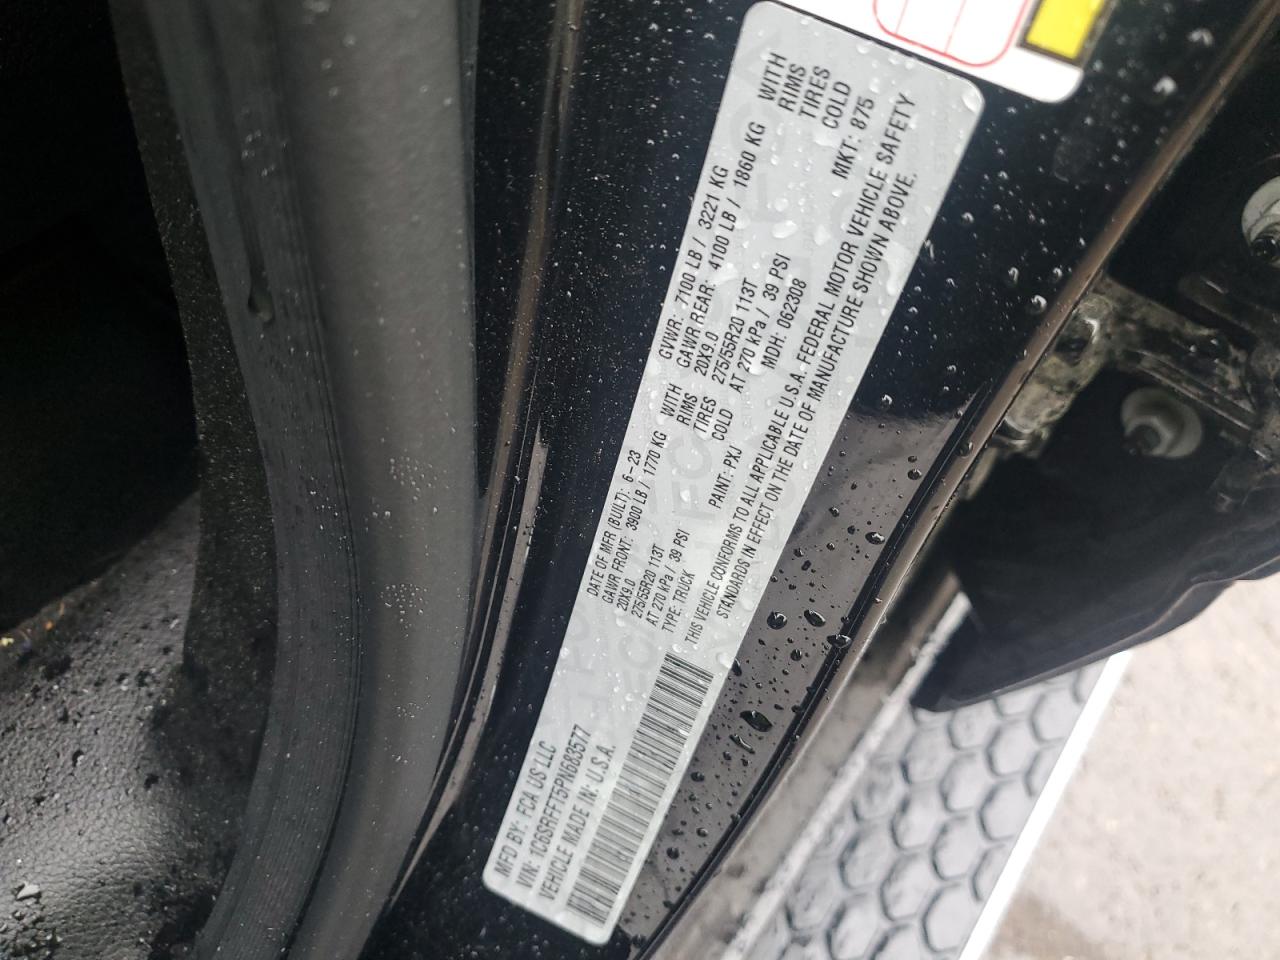 MFD BY: FCA US LLC
VIN: 1C6SRFFT5PN683577
VEHICLE MADE IN: U.S.A.
DATE OF MFR (BUILT): 6-23 GVWR: 7100 LB / 3221 KG
GAWR FRONT: 3900 LB / 1770 KG WITH GAWR REAR: 4100 LB / 1860 KG WITH
20X9.0 RIMS 20X9.0 RIMS
275/55R20 113T TIRES 275/55R20 113T TIRES
AT 270 kPa / 39 PSI COLD AT 270 kPa / 39 PSI COLD
TYPE: TRUCK PAINT: PXJ MDH: 062308 MKT: 875
THIS VEHICLE CONFORMS TO ALL APPLICABLE U.S.A. FEDERAL MOTOR VEHICLE SAFETY
STANDARDS IN EFFECT ON THE DATE OF MANUFACTURE SHOWN ABOVE.